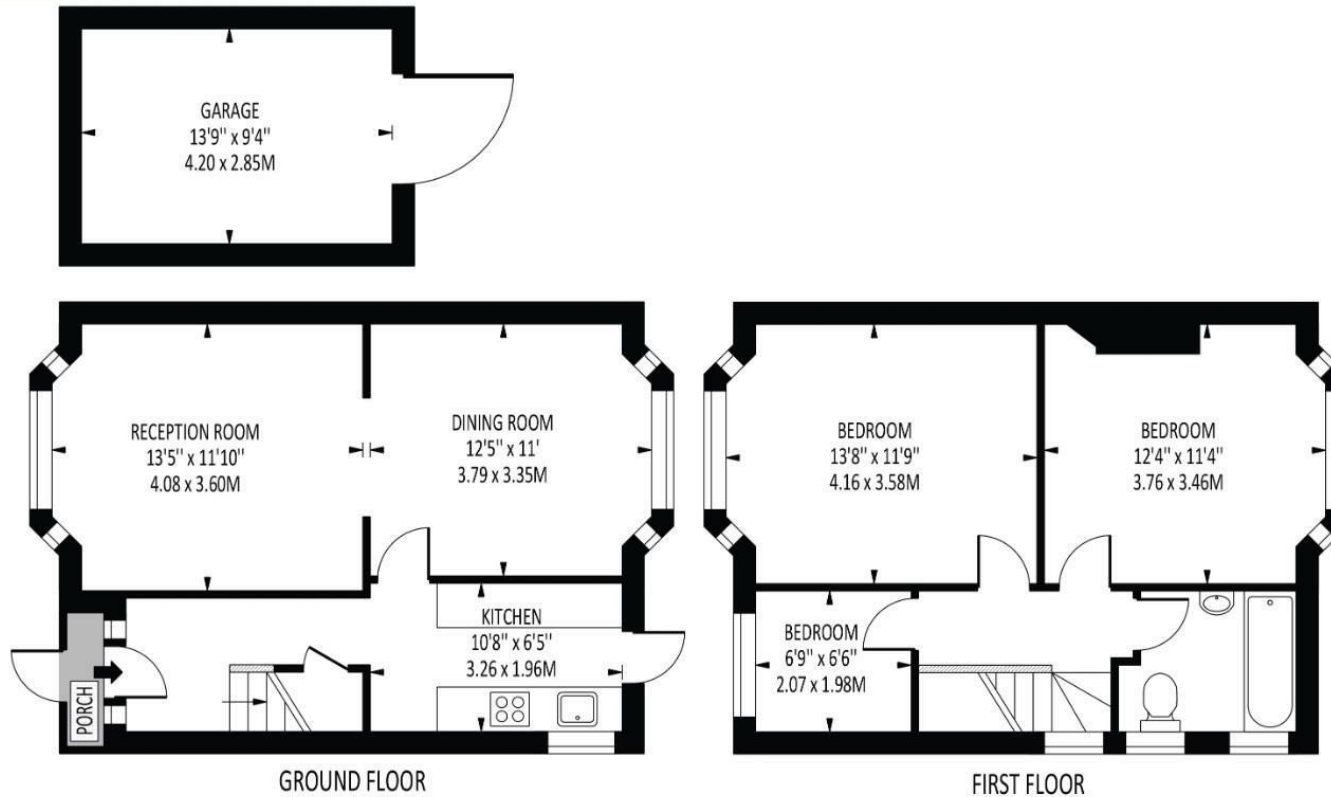 GARAGE
13'9" x 9'4"
4.20 x 2.85M
RECEPTION ROOM
13'5" x 11'10"
4.08 x 3.60M
DINING ROOM
12'5" x 11'
3.79 x 3.35M
KITCHEN
10'8" x 6'5"
3.26 x 1.96M
PORCH
GROUND FLOOR
BEDROOM
13'8" x 11'9"
4.16 x 3.58M
BEDROOM
12'4" x 11'4"
3.76 x 3.46M
BEDROOM
6'9" x 6'6"
2.07 x 1.98M
FIRST FLOOR